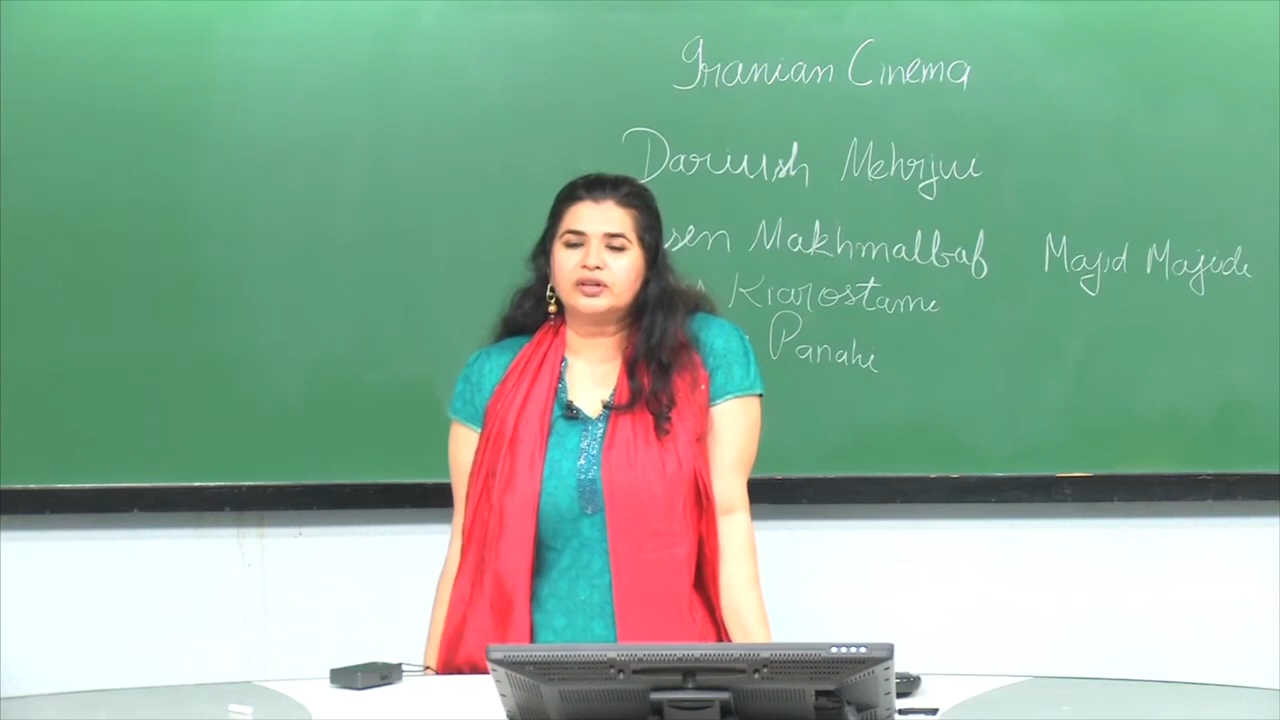 Iranian Cinema
Dariush Mehrjui
sen Makhmalbaf
Majid Majidi
Kiarostami
Panahi